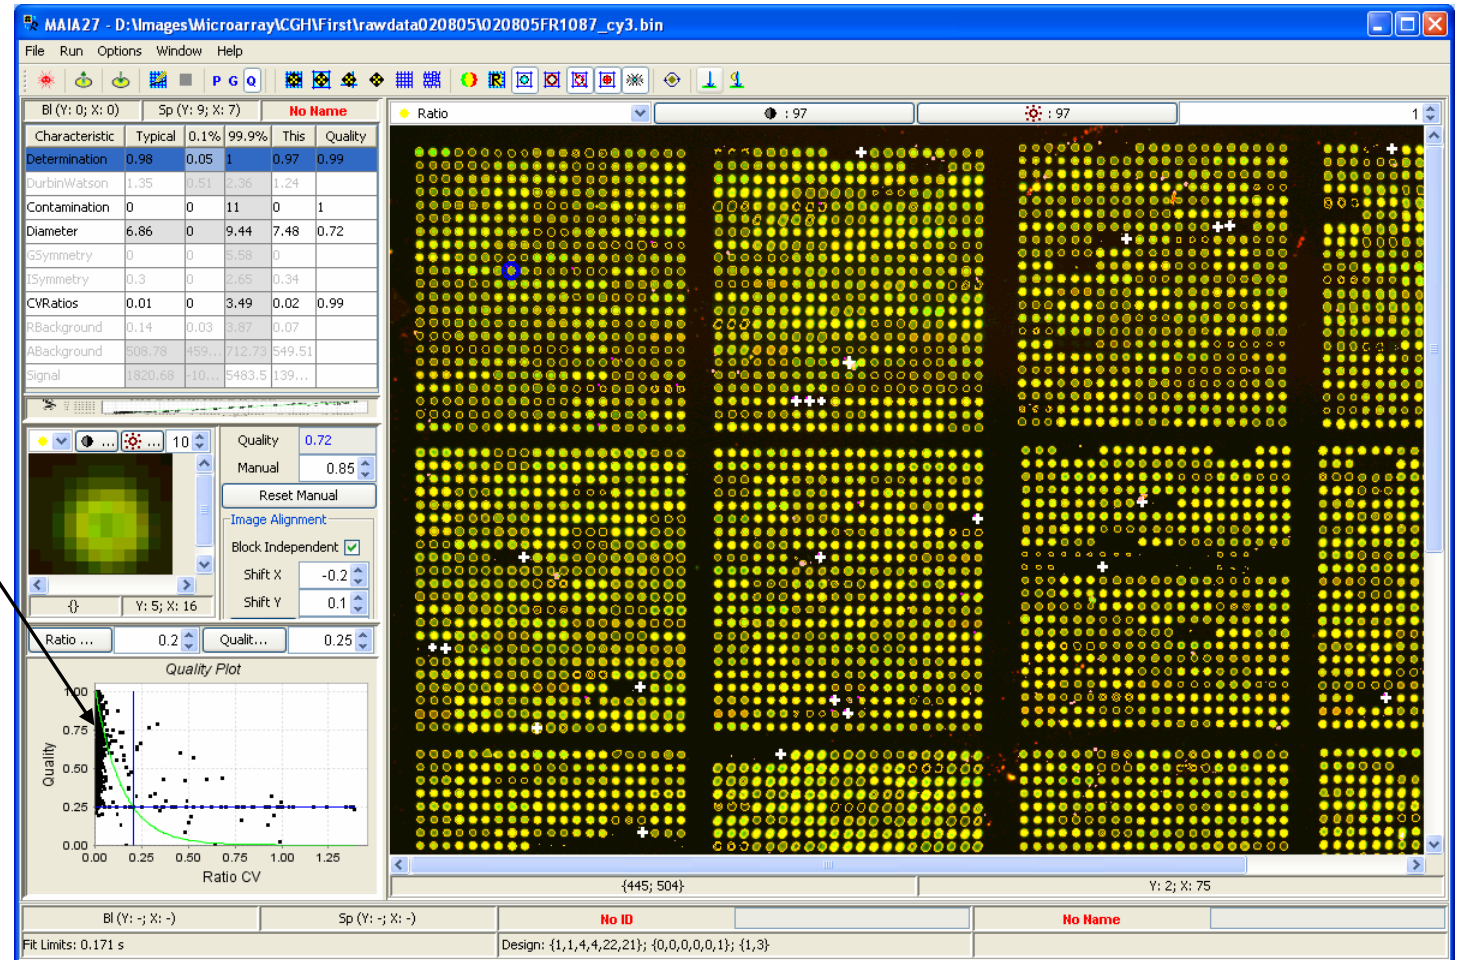 MAIA27 - D:\Images\Microarray\CGH\First\rawdata020805\020805FR1087_cy3.bin
File Run Options Window Help
P G Q
Bl (Y: 0; X: 0) Sp (Y: 9; X: 7) No Name
Ratio : 97 : 97 1
Characteristic Typical 0.1% 99.9% This Quality
Determination 0.98 0.05 1 0.97 0.99
DurbinWatson 1.35 0.51 2.36 1.24
Contamination 0 0 11 0 1
Diameter 6.86 0 9.44 7.48 0.72
GSymmetry 0 0 5.58 0
ISymmetry 0.3 0 2.65 0.34
CVRatios 0.01 0 3.49 0.02 0.99
RBackground 0.14 0.03 3.87 0.07
ABackground 508.78 459... 712.73 549.51
Signal 1820.68 -10... 5483.5 139...
... ... 10
Quality 0.72
Manual 0.85
Reset Manual
Image Alignment
Block Independent
Shift X -0.2
Shift Y 0.1
{} Y: 5; X: 16
Ratio ... 0.2 Qualit... 0.25
Quality Plot
1.00
0.75
0.50
0.25
0.00
Quality
0.00 0.25 0.50 0.75 1.00 1.25
Ratio CV
{445; 504} Y: 2; X: 75
Bl (Y: -; X: -) Sp (Y: -; X: -) No ID No Name
Fit Limits: 0.171 s Design: {1,1,4,4,22,21}; {0,0,0,0,0,1}; {1,3}